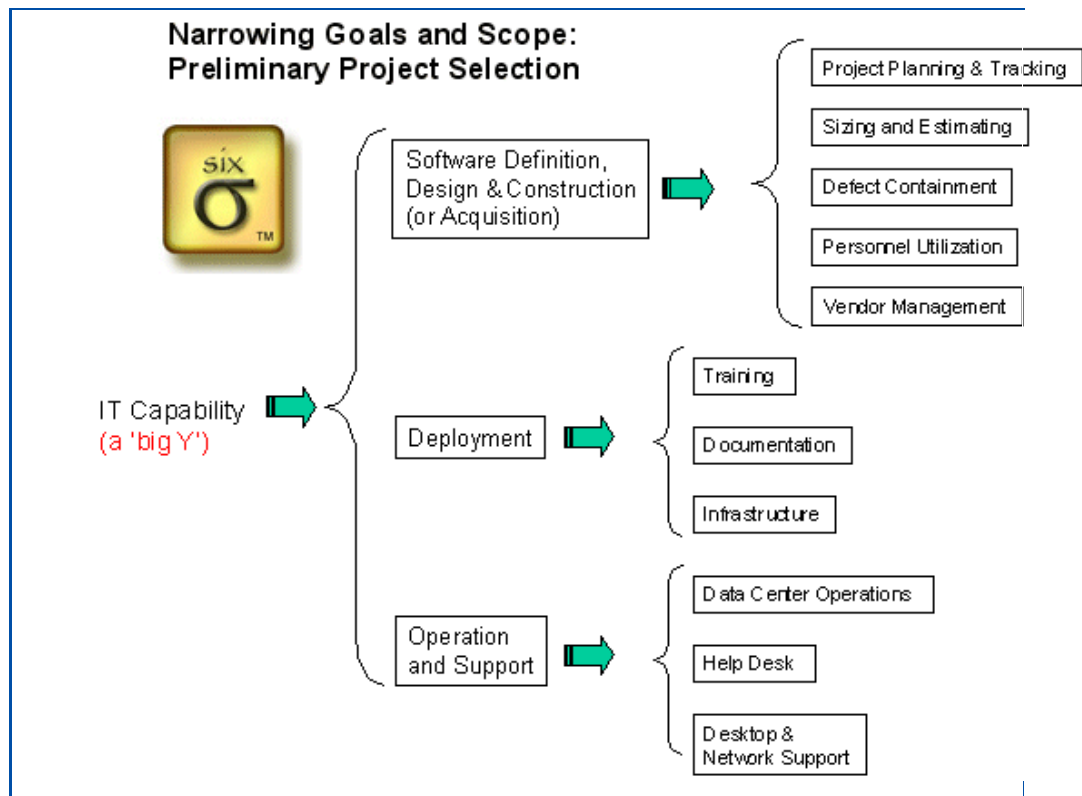 Narrowing Goals and Scope:
Preliminary Project Selection
six
σ
TM
IT Capability
(a 'big Y')
Software Definition,
Design & Construction
(or Acquisition)
Project Planning & Tracking
Sizing and Estimating
Defect Containment
Personnel Utilization
Vendor Management
Deployment
Training
Documentation
Infrastructure
Operation
and Support
Data Center Operations
Help Desk
Desktop &
Network Support